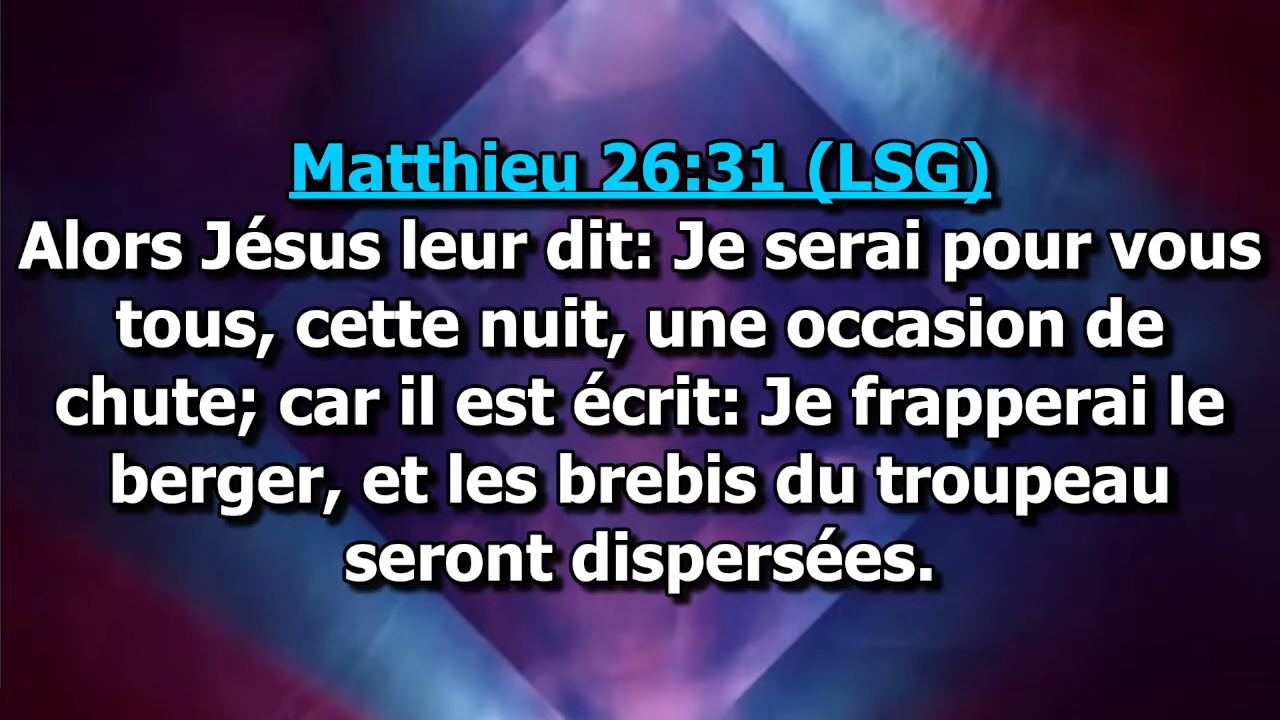 Matthieu 26:31 (LSG)
Alors Jésus leur dit: Je serai pour vous
tous, cette nuit, une occasion de
chute; car il est écrit: Je frapperai le
berger, et les brebis du troupeau
seront dispersées.